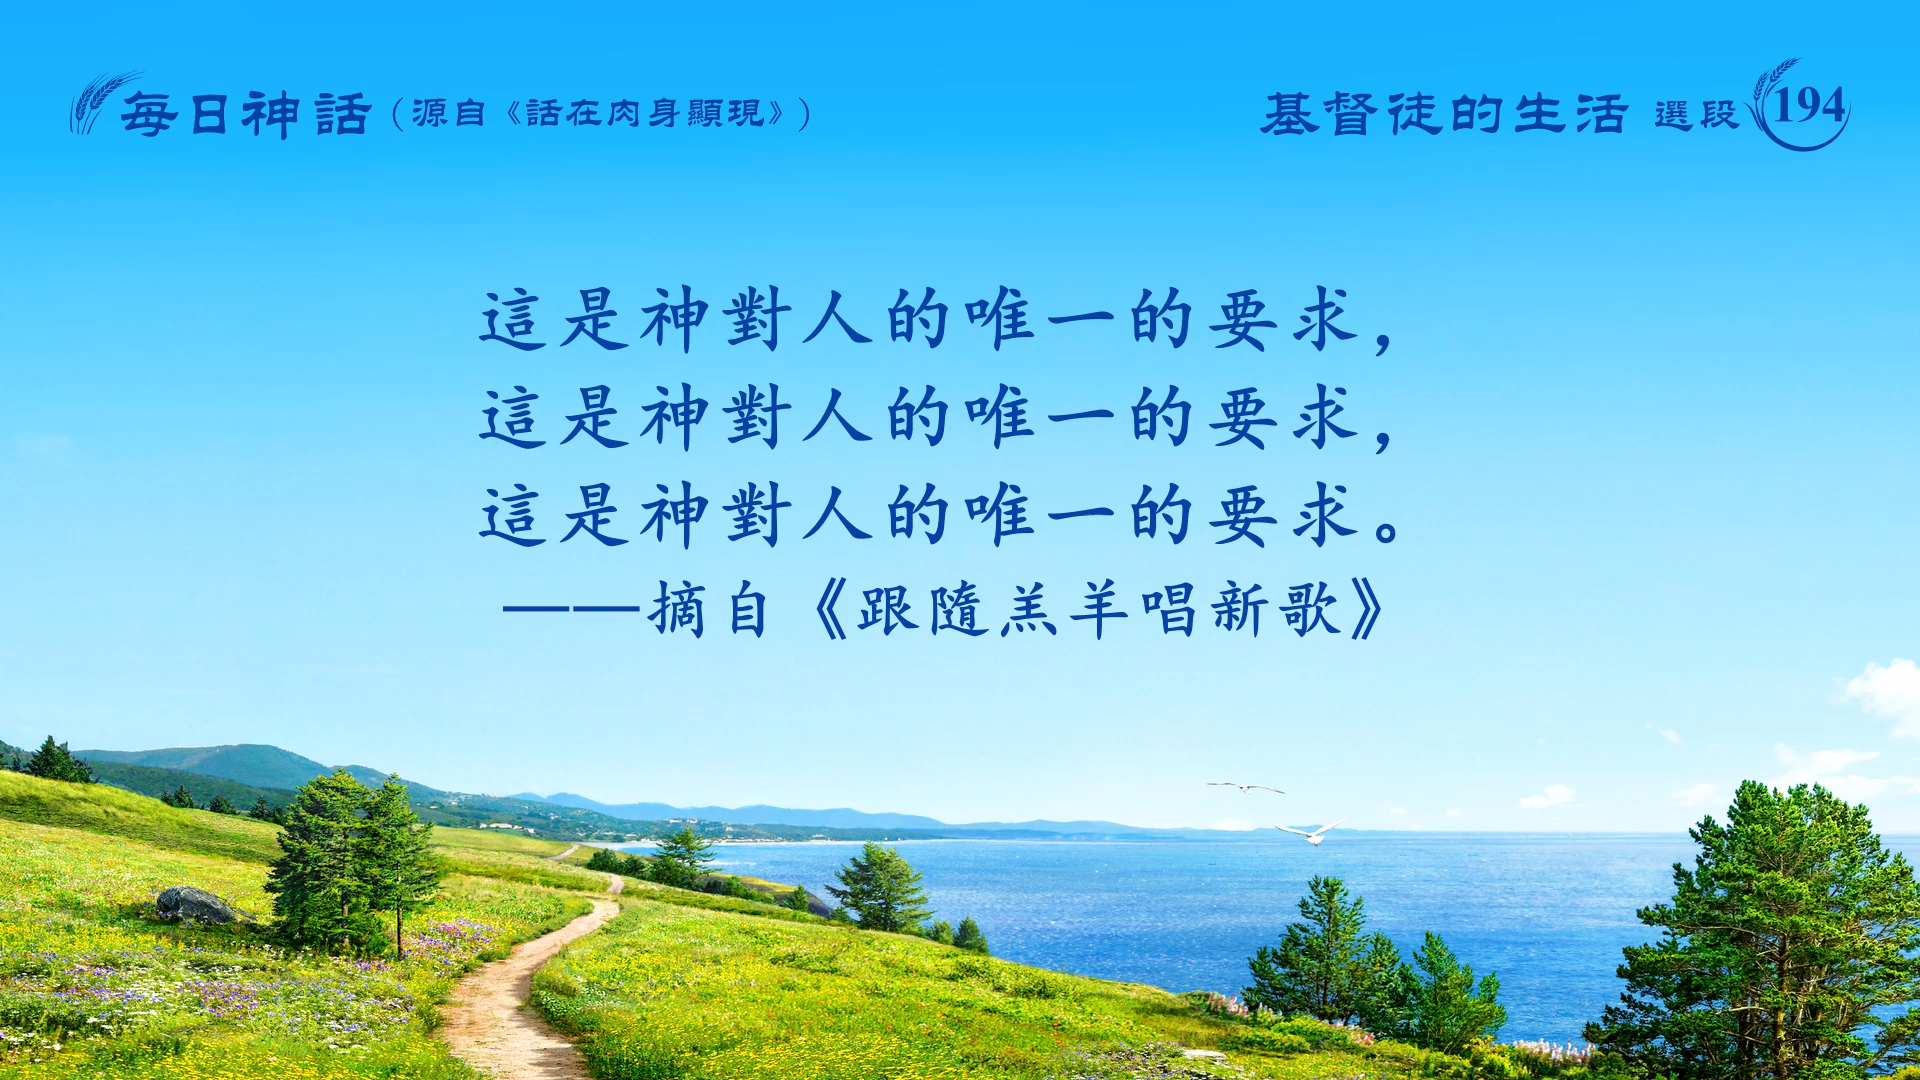 每日神話(源自《話在肉身顯現》)
基督徒的生活 選段 194
這是神對人的唯一的要求,
這是神對人的唯一的要求,
這是神對人的唯一的要求。
——摘自《跟隨羔羊唱新歌》